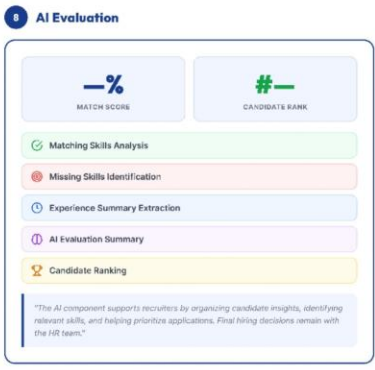 8 AI Evaluation
—% #—
MATCH SCORE CANDIDATE RANK
Matching Skills Analysis
Missing Skills Identification
Experience Summary Extraction
AI Evaluation Summary
Candidate Ranking
"The AI component supports recruiters by organizing candidate insights, identifying
relevant skills, and helping prioritize applications. Final hiring decisions remain with
the HR team."